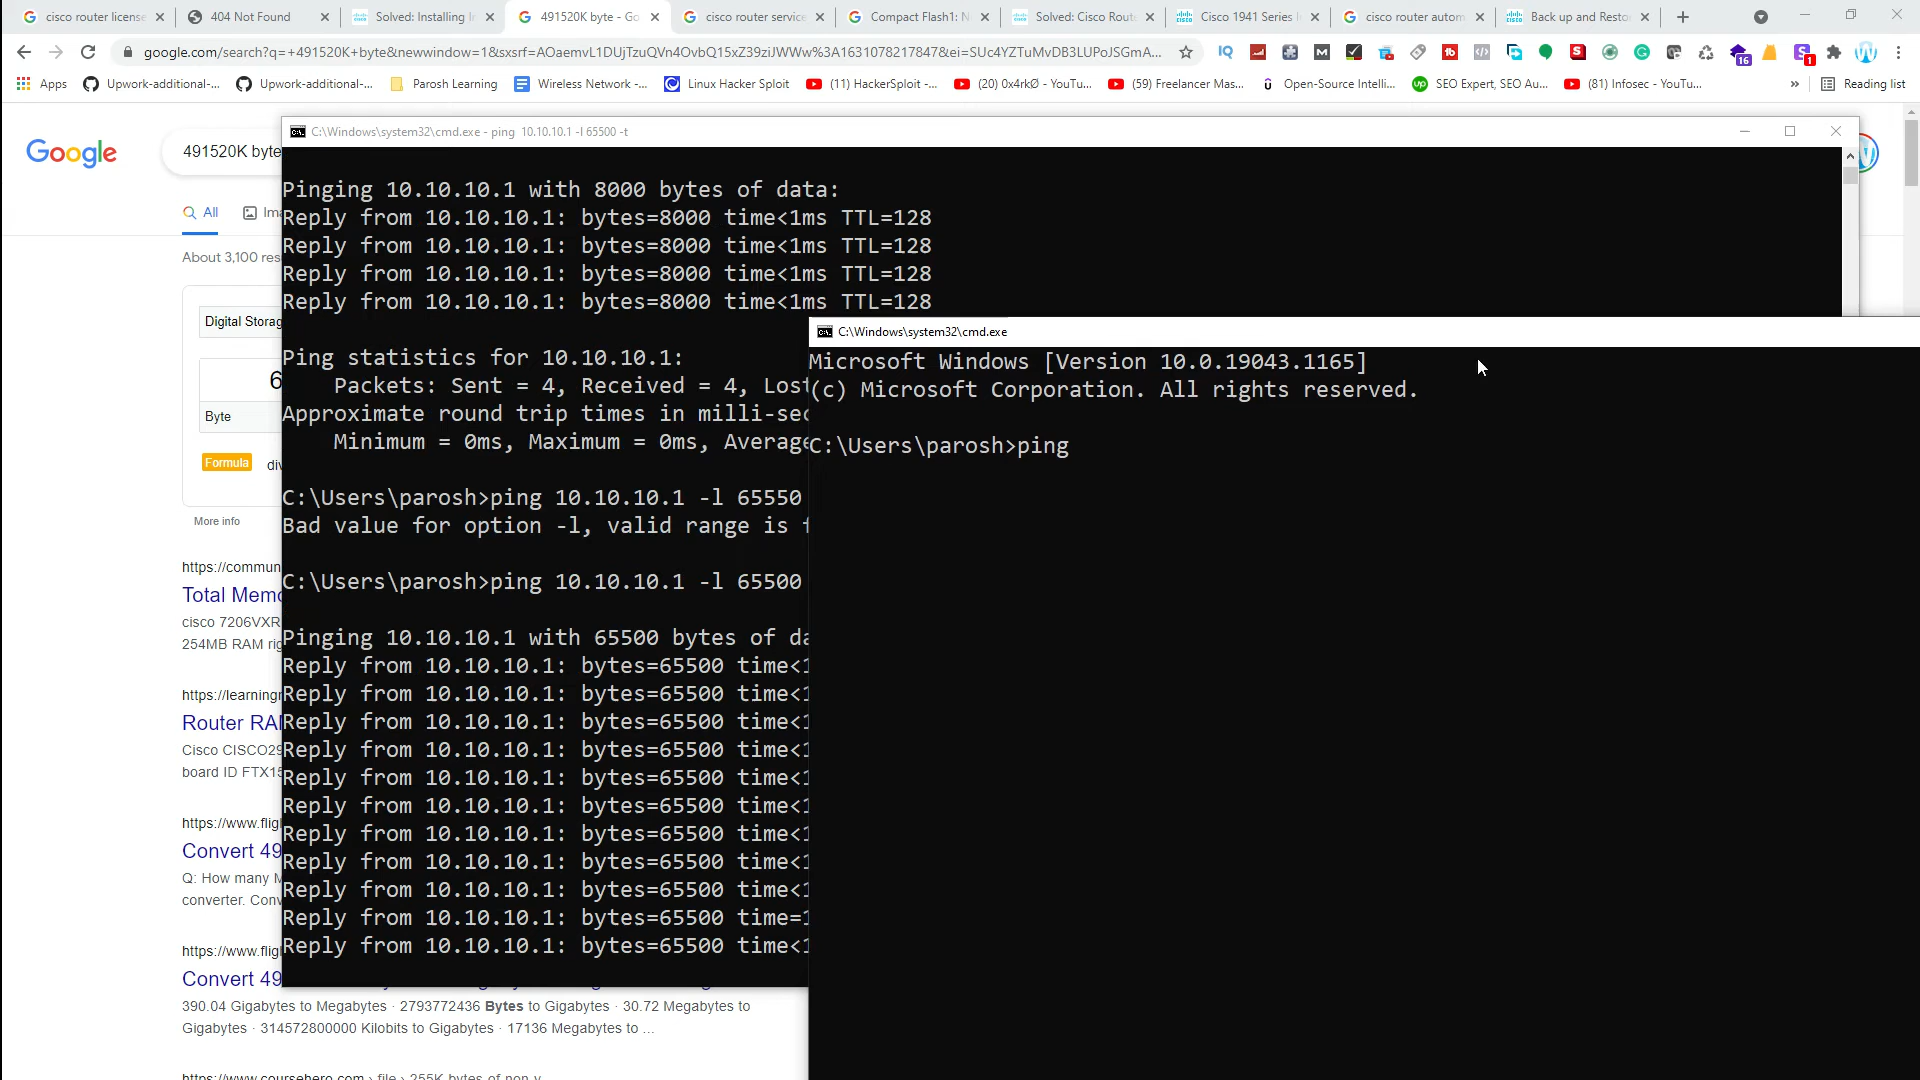 cisco router license
404 Not Found
Solved: Installing I
491520K byte - Go
cisco router service
Compact Flash1: N
Solved: Cisco Rout
Cisco 1941 Series I
cisco router autom
Back up and Resto
google.com/search?q=+491520K+byte&newwindow=1&sxsrf=AOaemvL1DUjTzuQVn4OvbQ15xZ39ziJWWw%3A1631078217847&ei=SUc4YZTuMvDB3LUPoJSGmA...
Apps
Upwork-additional-...
Upwork-additional-...
Parosh Learning
Wireless Network -...
Linux Hacker Sploit
(11) HackerSploit -...
(20) 0x4rkØ - YouTu...
(59) Freelancer Mas...
Open-Source Intelli...
SEO Expert, SEO Au...
(81) Infosec - YouTu...
»
Reading list
Google
491520K byte
All
Ima
About 3,100 res
Digital Storag
6
Byte
Formula
div
More info
https://commun
Total Memo
cisco 7206VXR
254MB RAM rig
https://learningn
Router RAM
Cisco CISCO29
board ID FTX15
https://www.flig
Convert 49
Q: How many M
converter. Conv
https://www.flig
Convert 49
390.04 Gigabytes to Megabytes · 2793772436 Bytes to Gigabytes · 30.72 Megabytes to
Gigabytes · 314572800000 Kilobits to Gigabytes · 17136 Megabytes to ...
https://www.coursehero.com › file › 255K bytes of non-v
C:\Windows\system32\cmd.exe - ping 10.10.10.1 -l 65500 -t
Pinging 10.10.10.1 with 8000 bytes of data:
Reply from 10.10.10.1: bytes=8000 time<1ms TTL=128
Reply from 10.10.10.1: bytes=8000 time<1ms TTL=128
Reply from 10.10.10.1: bytes=8000 time<1ms TTL=128
Reply from 10.10.10.1: bytes=8000 time<1ms TTL=128
Ping statistics for 10.10.10.1:
Packets: Sent = 4, Received = 4, Lost
Approximate round trip times in milli-sec
Minimum = 0ms, Maximum = 0ms, Average
C:\Users\parosh>ping 10.10.10.1 -l 65550
Bad value for option -l, valid range is f
C:\Users\parosh>ping 10.10.10.1 -l 65500
Pinging 10.10.10.1 with 65500 bytes of da
Reply from 10.10.10.1: bytes=65500 time<1
Reply from 10.10.10.1: bytes=65500 time<1
Reply from 10.10.10.1: bytes=65500 time<1
Reply from 10.10.10.1: bytes=65500 time<1
Reply from 10.10.10.1: bytes=65500 time<1
Reply from 10.10.10.1: bytes=65500 time<1
Reply from 10.10.10.1: bytes=65500 time<1
Reply from 10.10.10.1: bytes=65500 time<1
Reply from 10.10.10.1: bytes=65500 time<1
Reply from 10.10.10.1: bytes=65500 time=1
Reply from 10.10.10.1: bytes=65500 time<1
C:\Windows\system32\cmd.exe
Microsoft Windows [Version 10.0.19043.1165]
(c) Microsoft Corporation. All rights reserved.
C:\Users\parosh>ping